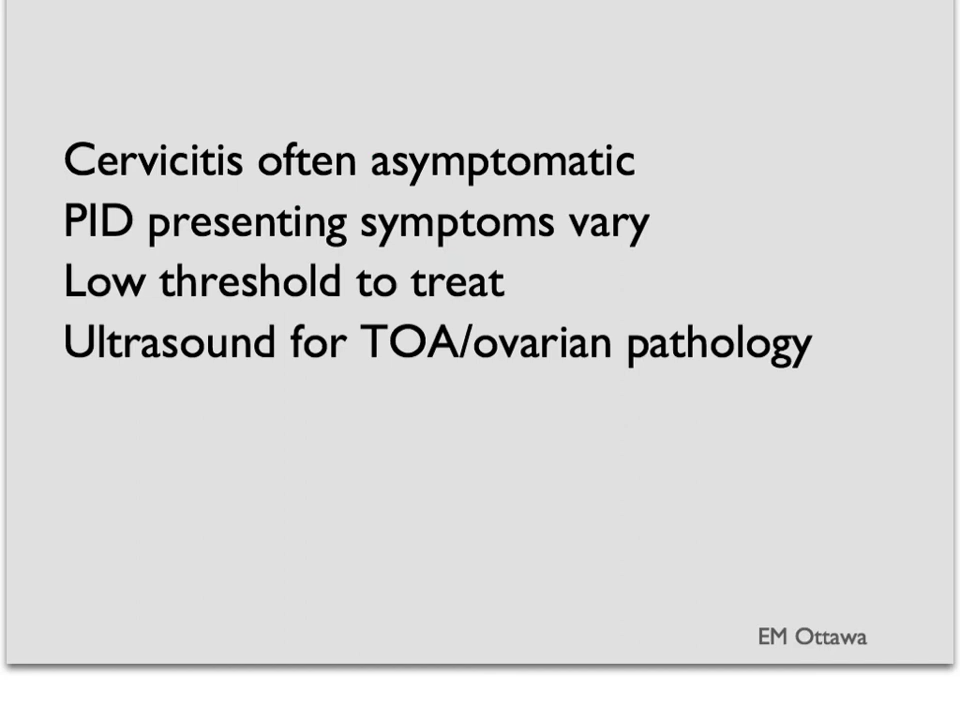 Cervicitis often asymptomatic
PID presenting symptoms vary
Low threshold to treat
Ultrasound for TOA/ovarian pathology
EM Ottawa